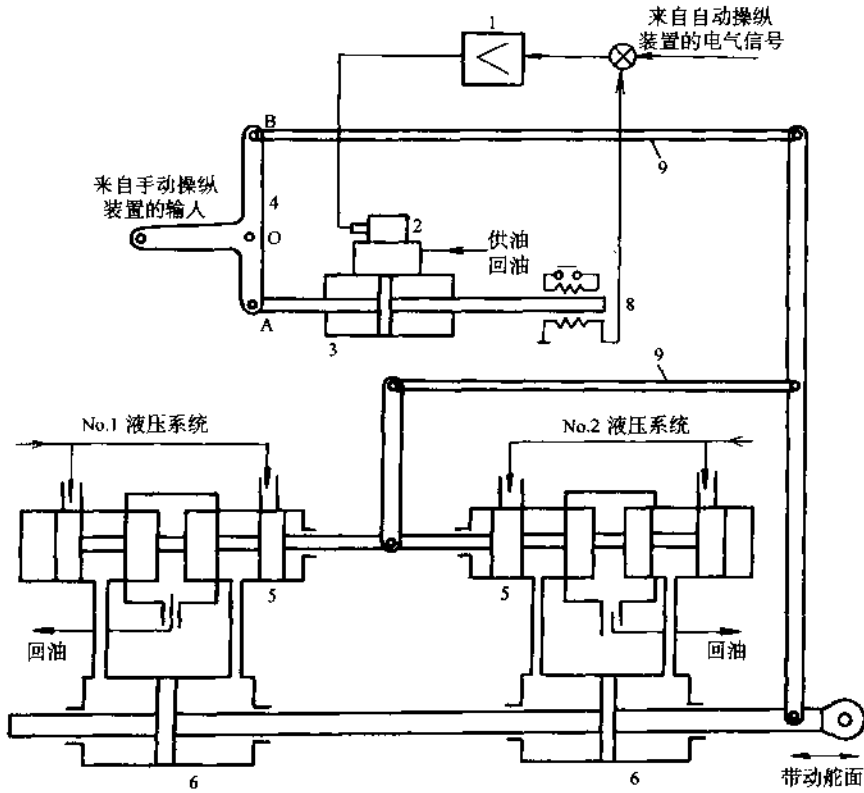 1
来自自动操纵
装置的电气信号
B
9
来自手动操纵
装置的输入
4
2
O
供油
回油
A
3
8
9
No.1 液压系统
No.2 液压系统
5
5
回油
回油
6
6
带动舵面